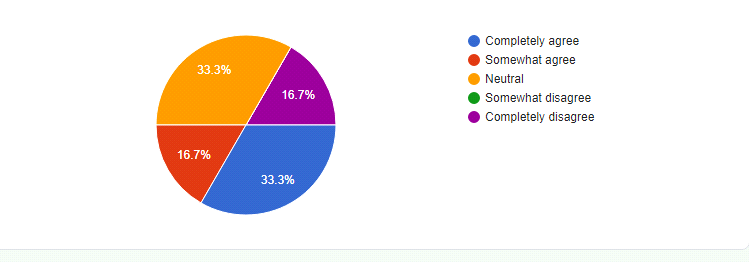 Completely agree
Somewhat agree
Neutral
Somewhat disagree
Completely disagree
33.3%
16.7%
16.7%
33.3%